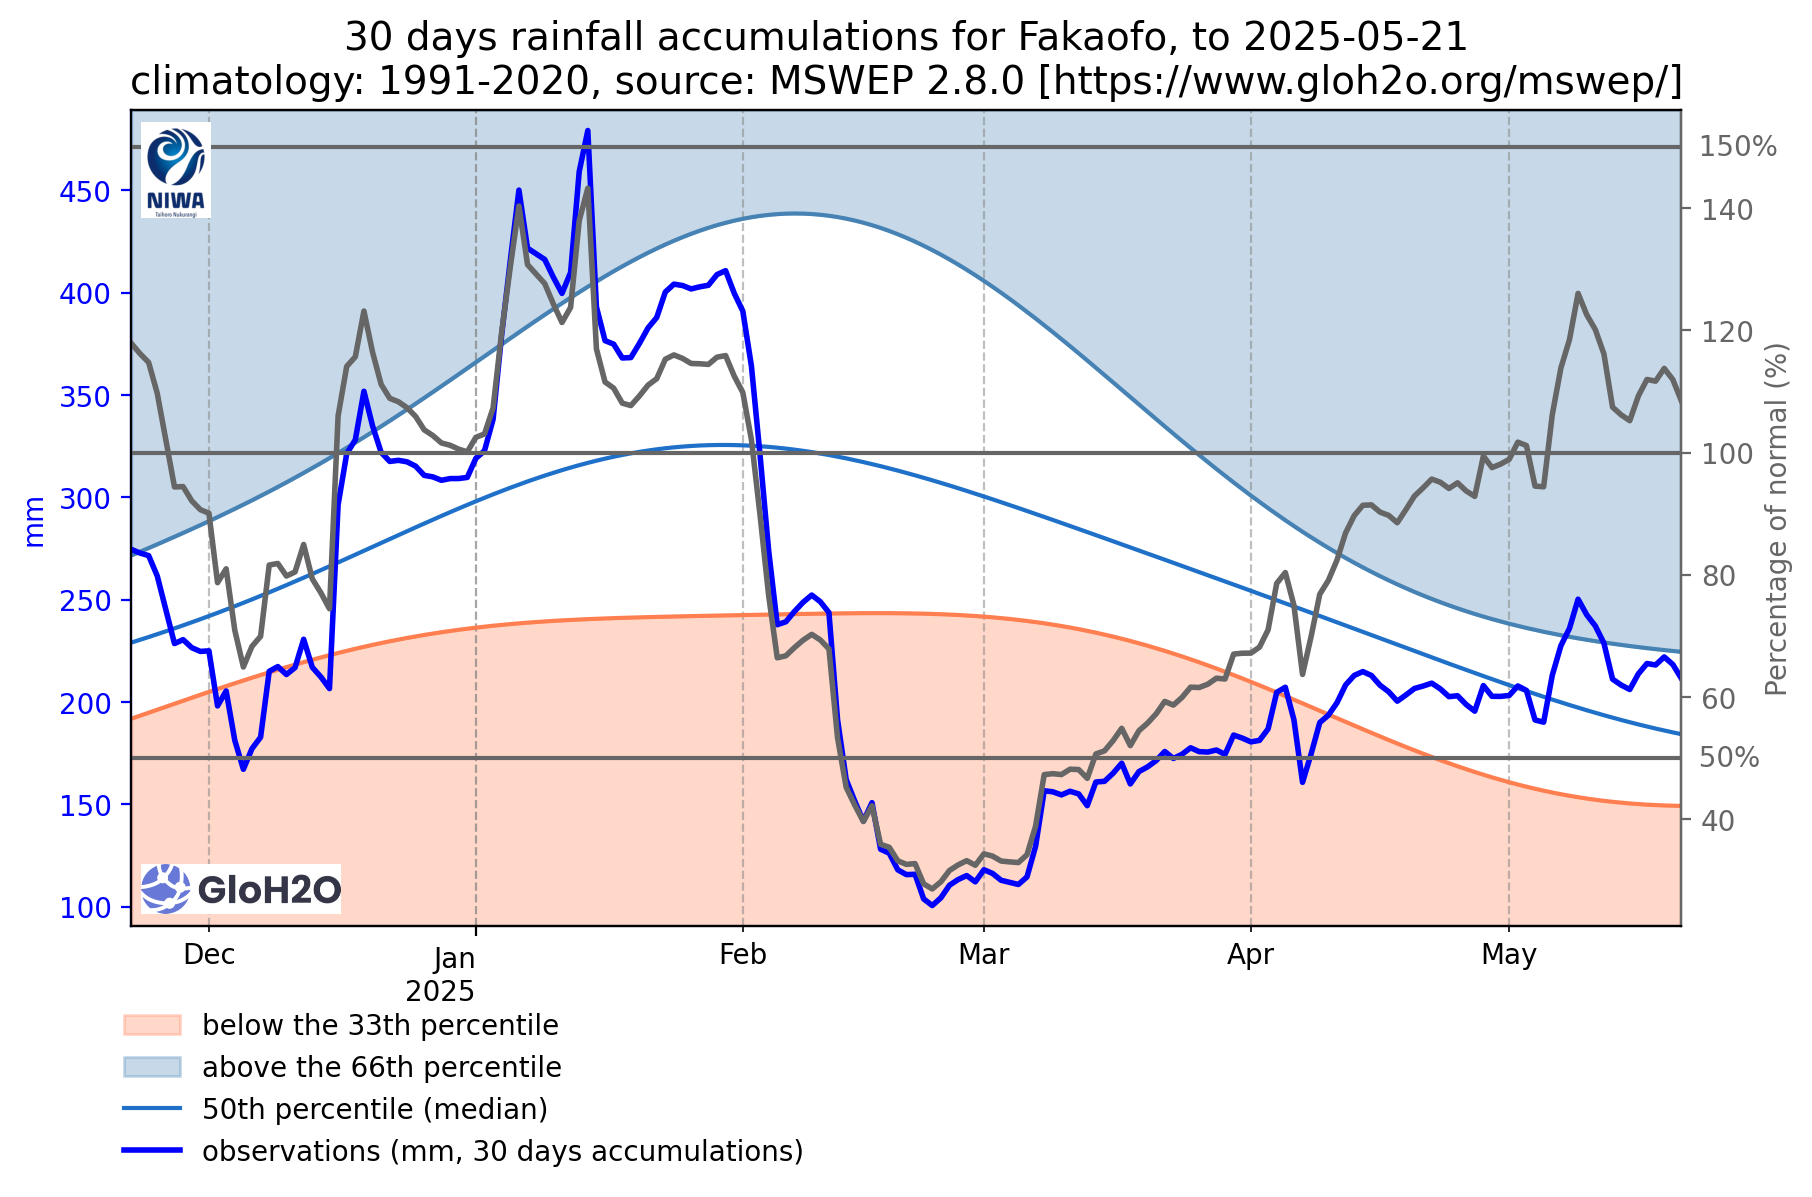 30 days rainfall accumulations for Fakaofo, to 2025-05-21
climatology: 1991-2020, source: MSWEP 2.8.0 [https://www.gloh2o.org/mswep/]
NIWA
Taihoro Nukurangi
150%
450
140
400
120
350
100
300
mm
Percentage of normal (%)
80
250
60
200
50%
150
40
GloH2O
100
Dec
Jan
2025
Feb
Mar
Apr
May
below the 33th percentile
above the 66th percentile
50th percentile (median)
observations (mm, 30 days accumulations)